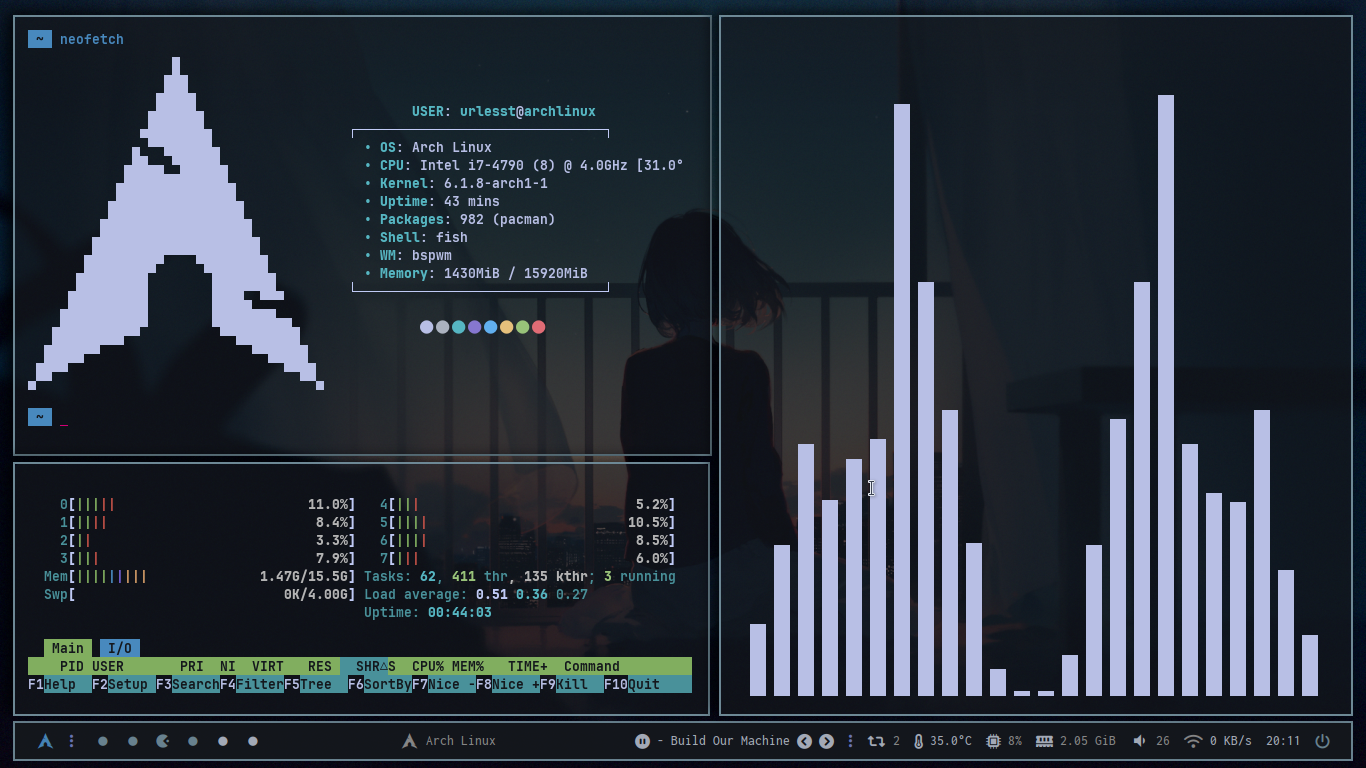 ~ neofetch
USER: urlesst@archlinux
• OS: Arch Linux
• CPU: Intel i7-4790 (8) @ 4.0GHz [31.0°
• Kernel: 6.1.8-arch1-1
• Uptime: 43 mins
• Packages: 982 (pacman)
• Shell: fish
• WM: bspwm
• Memory: 1430MiB / 15920MiB
~ _
0[||||| 11.0%] 4[||| 5.2%]
1[|||| 8.4%] 5[|||| 10.5%]
2[|| 3.3%] 6[|||| 8.5%]
3[||| 7.9%] 7[||| 6.0%]
Mem[||||||||| 1.47G/15.5G] Tasks: 62, 411 thr, 135 kthr; 3 running
Swp[ 0K/4.00G] Load average: 0.51 0.36 0.27
Uptime: 00:44:03
Main I/O
PID USER PRI NI VIRT RES SHR△S CPU% MEM% TIME+ Command
F1Help F2Setup F3SearchF4FilterF5Tree F6SortByF7Nice -F8Nice +F9Kill F10Quit
Arch Linux - Build Our Machine 2 35.0°C 8% 2.05 GiB 26 0 KB/s 20:11